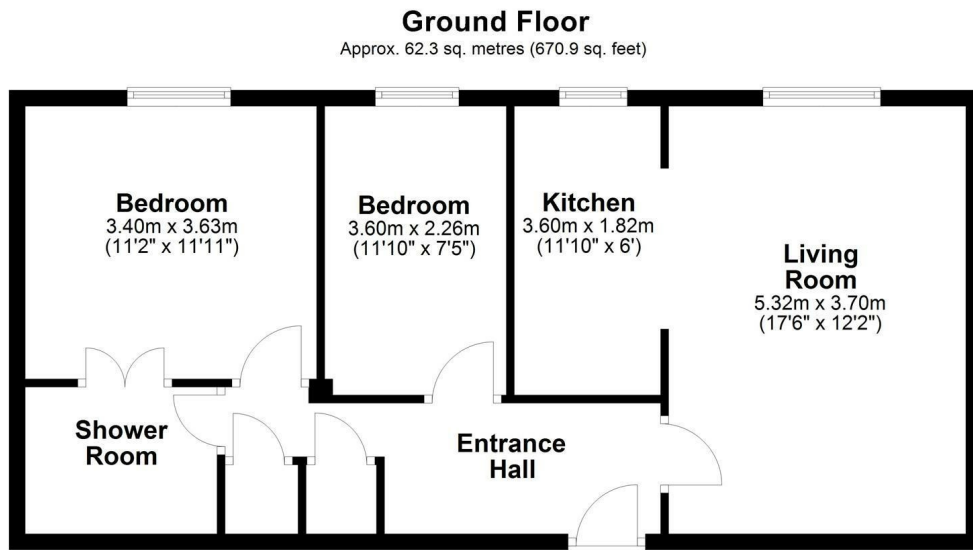 Ground Floor
Approx. 62.3 sq. metres (670.9 sq. feet)
Bedroom
3.40m x 3.63m
(11'2" x 11'11")
Bedroom
3.60m x 2.26m
(11'10" x 7'5")
Kitchen
3.60m x 1.82m
(11'10" x 6')
Living
Room
5.32m x 3.70m
(17'6" x 12'2")
Shower
Room
Entrance
Hall